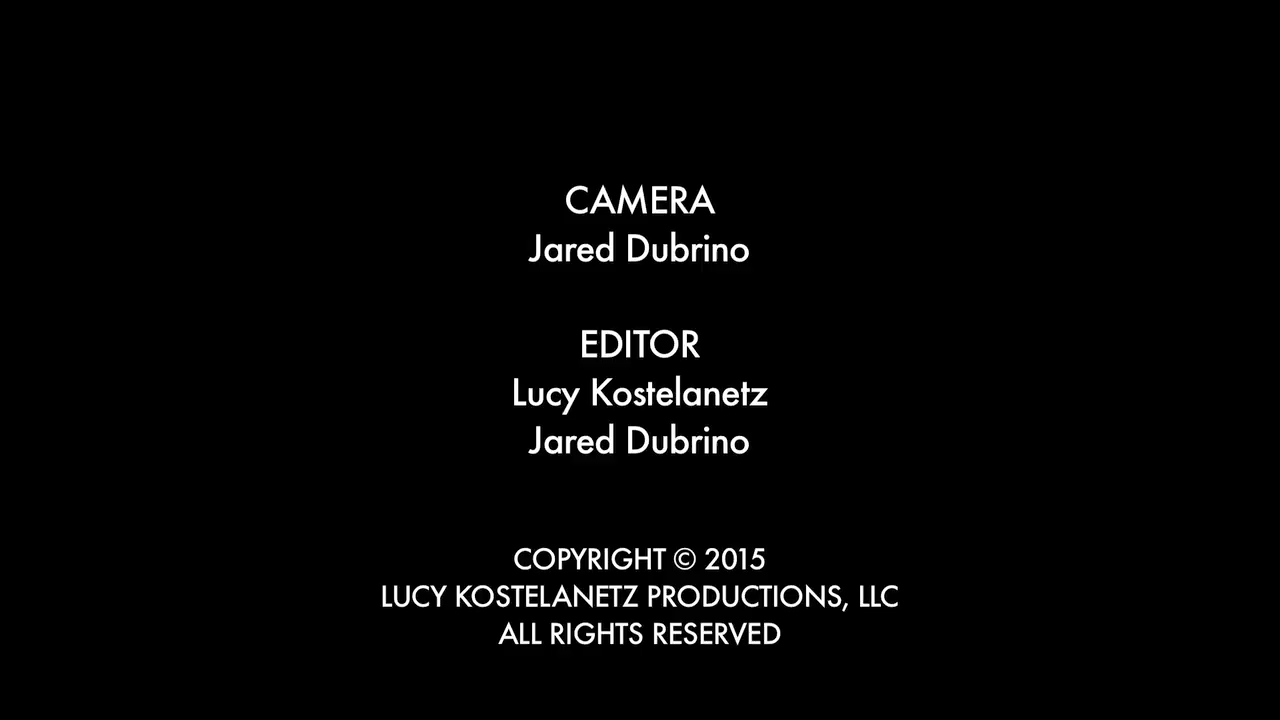 CAMERA
Jared Dubrino
EDITOR
Lucy Kostelanetz
Jared Dubrino
COPYRIGHT © 2015
LUCY KOSTELANETZ PRODUCTIONS, LLC
ALL RIGHTS RESERVED